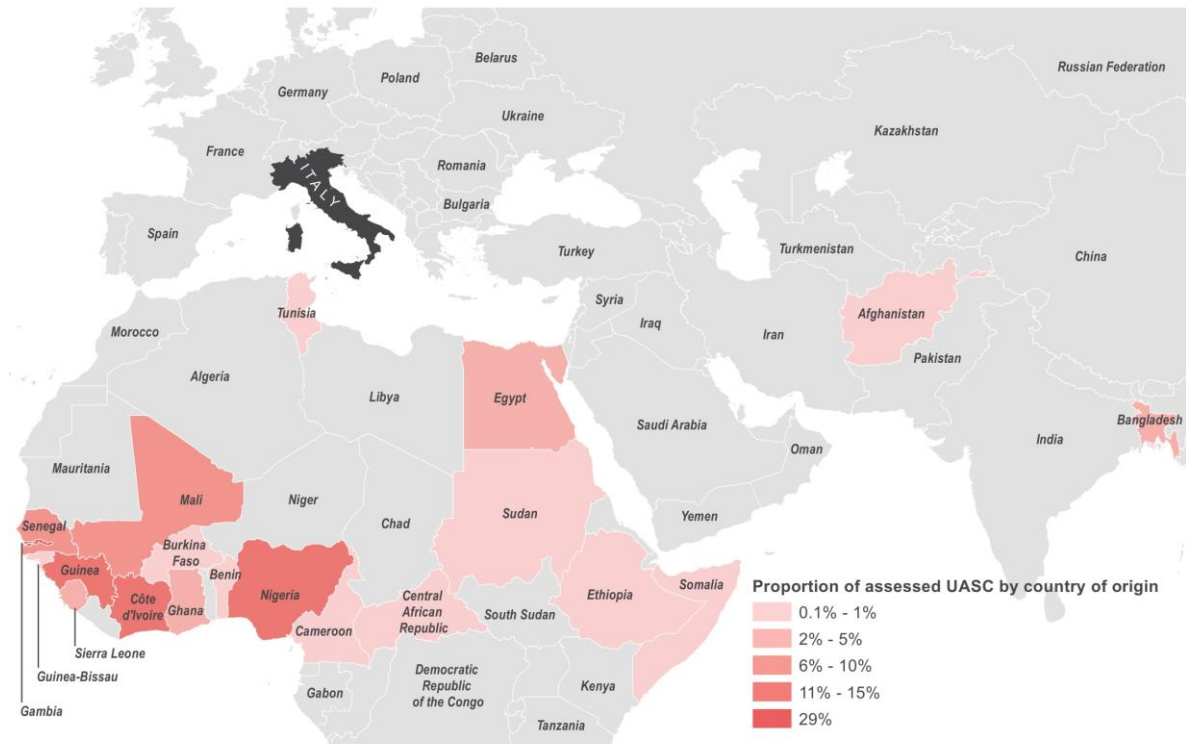 Belarus
Russian Federation
Poland
Germany
Ukraine
Kazakhstan
France
ITALY
Romania
Bulgaria
Spain
Turkey
Turkmenistan
China
Tunisia
Syria
Afghanistan
Morocco
Iraq
Iran
Pakistan
Algeria
Libya
Egypt
Saudi Arabia
Bangladesh
India
Oman
Mauritania
Mali
Niger
Chad
Sudan
Yemen
Senegal
Burkina
Faso
Guinea
Benin
Nigeria
Côte
d'Ivoire
Ghana
Central
African
Republic
Ethiopia
Somalia
South Sudan
Cameroon
Sierra Leone
Guinea-Bissau
Gambia
Gabon
Democratic
Republic
of the Congo
Kenya
Tanzania
Proportion of assessed UASC by country of origin
0.1% - 1%
2% - 5%
6% - 10%
11% - 15%
29%